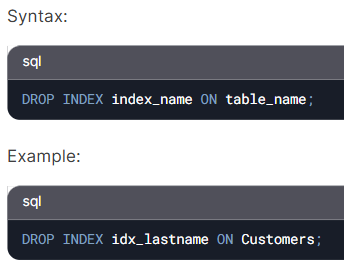 Syntax:
sql
DROP INDEX index_name ON table_name;
Example:
sql
DROP INDEX idx_lastname ON Customers;